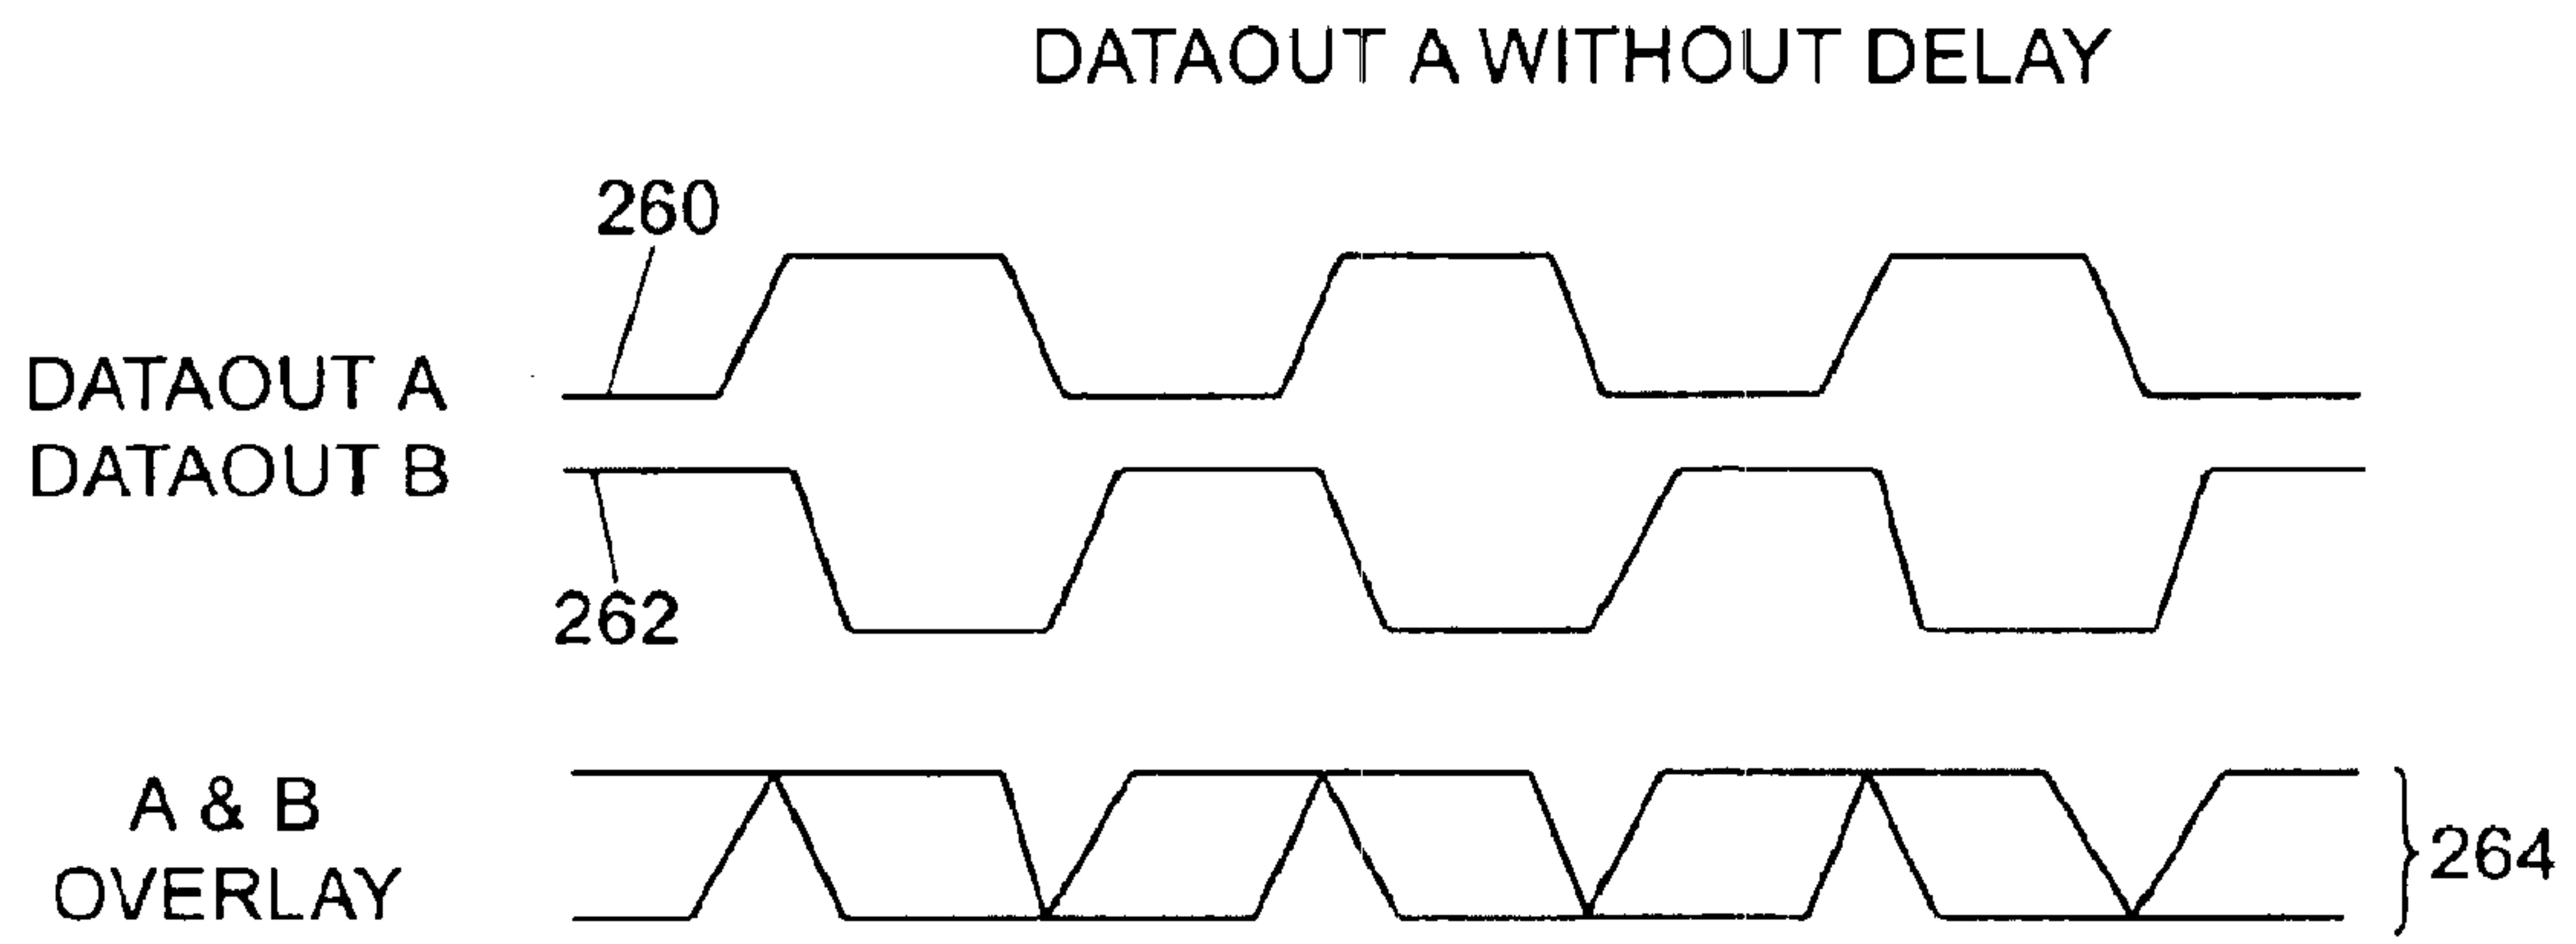 DATAOUT A WITHOUT DELAY
260
DATAOUT A
DATAOUT B
262
A & B
OVERLAY
264